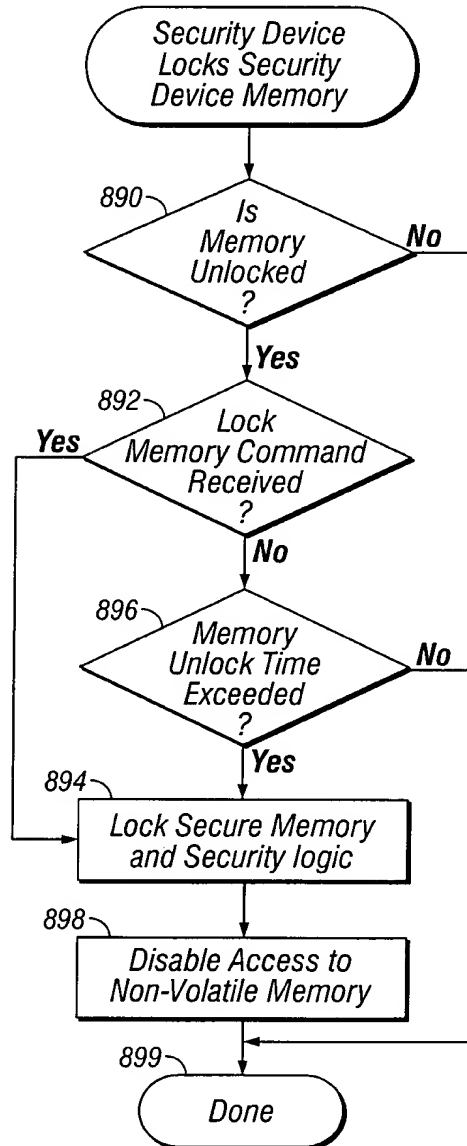 Security Device
Locks Security
Device Memory
890
Is
Memory
Unlocked
?
No
Yes
892
Lock
Memory Command
Received
?
Yes
No
896
Memory
Unlock Time
Exceeded
?
No
Yes
894
Lock Secure Memory
and Security logic
898
Disable Access to
Non-Volatile Memory
899
Done